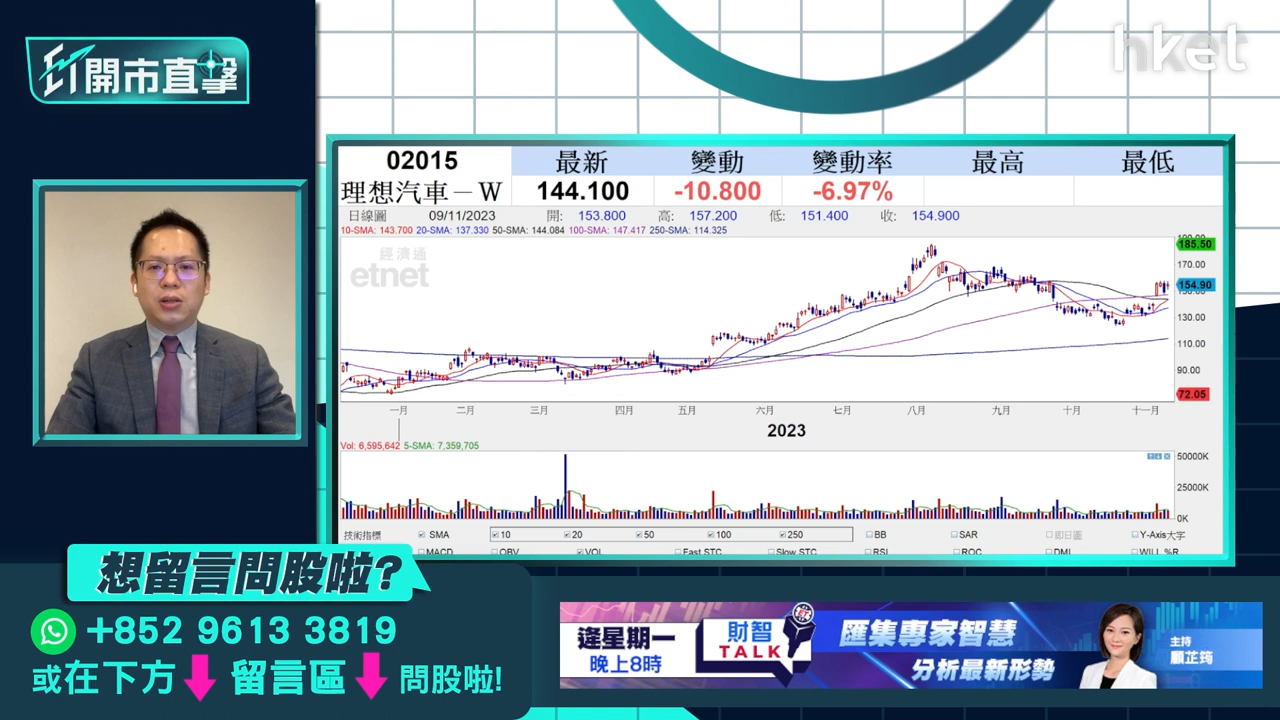 ET開市直擊
hket
02015 最新 變動 變動率 最高 最低
理想汽車－W 144.100 -10.800 -6.97%
日線圖 09/11/2023 開: 153.800 高: 157.200 低: 151.400 收: 154.900
10-SMA: 143.700 20-SMA: 137.330 50-SMA: 144.084 100-SMA: 147.417 250-SMA: 114.325
經濟通
etnet
185.50
170.00
154.90
130.00
110.00
90.00
72.05
一月 二月 三月 四月 五月 六月 七月 八月 九月 十月 十一月
2023
Vol: 6,595,642 5-SMA: 7,359,705
50000K
25000K
0K
技術指標 SMA 10 20 50 100 250 BB SAR 即日圖 Y-Axis大字
MACD OBV VOL Fast STC Slow STC RSI ROC DMI WILL %R
想留言問股啦?
+852 9613 3819
或在下方 留言區 問股啦!
逢星期一
晚上8時
財智
TALK
匯集專家智慧
分析最新形勢
主持
顧芷筠